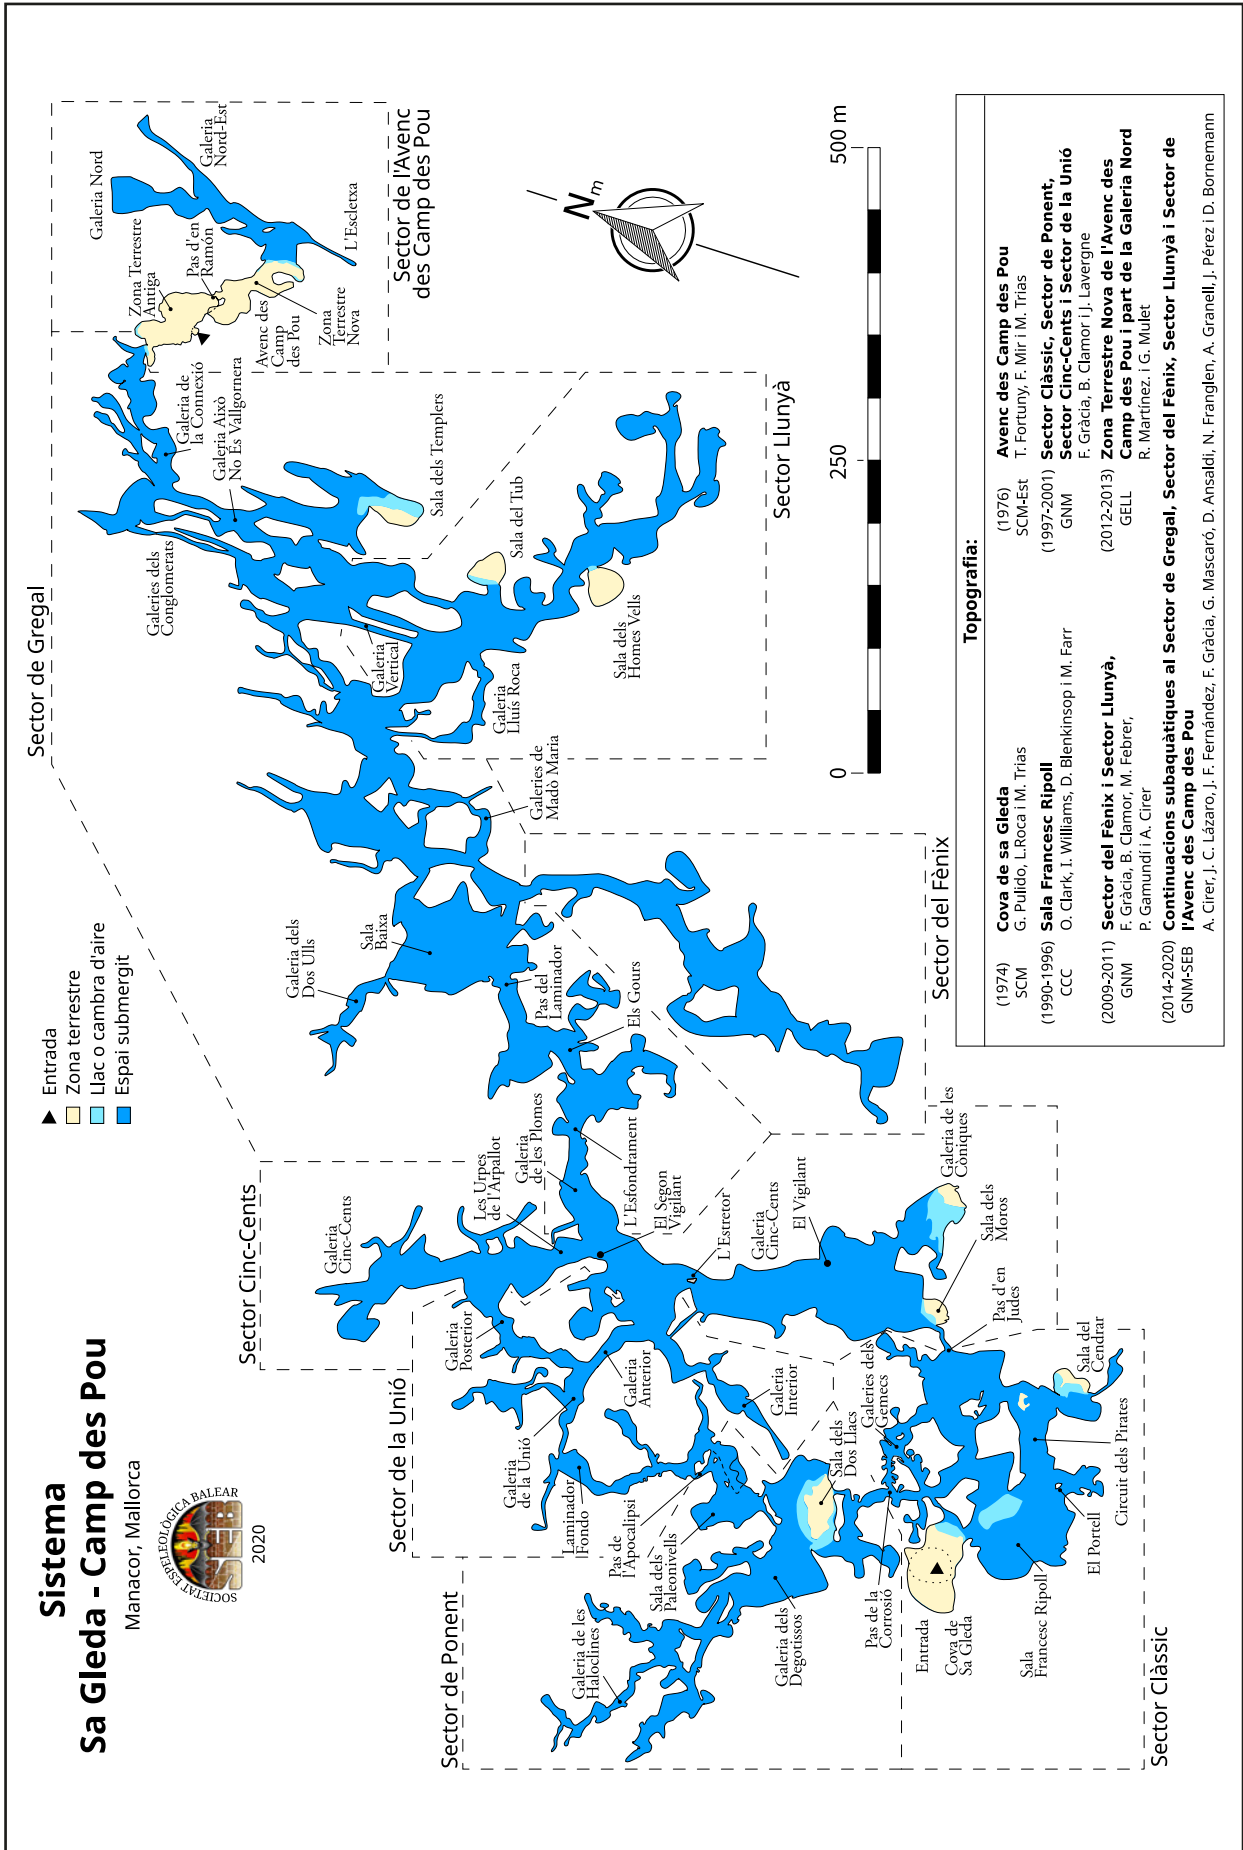 Sistema
Sa Gleda - Camp des Pou
Manacor, Mallorca
SOCIETAT ESPELEOLÒGICA BALEAR
SEB
2020
Entrada
Zona terrestre
Llac o cambra d'aire
Espai submergit
Sector de Gregal
Sector de l'Avenc
des Camp des Pou
Galeria Nord
Galeria
Nord-Est
Zona Terrestre
Antiga
Pas d'en
Ramón
L'Escletxa
Avenc des
Camp
des Pou
Zona
Terrestre
Nova
Galeria de
la Connexió
Galeria Això
No Es Vallgornera
Galeries dels
Conglomerats
Sala dels Templers
Sala del Tub
Sector Llunyà
Sala dels
Homes Vells
Galeria
Vertical
Galeria
Lluís Roca
Galeries de
Madò Maria
Galeria dels
Dos Ulls
Sala
Baixa
Pas del
Laminador
Els Gours
Sector del Fènix
Galeria
de les Plomes
L'Esfondrament
Sector Cinc-Cents
Galeria
Cinc-Cents
Les Urpes
de l'Arpallot
El Segon
Vigilant
L'Estretor
Galeria
Cinc-Cents
El Vigilant
Galeria de les
Coniques
Sala dels
Moros
Pas d'en
Judes
Sector de la Unió
Galeria
Posterior
Galeria
Anterior
Galeria
de la Unió
Laminador
Fondo
Galeria
Interior
Pas de
l'Apocalipsi
Sala dels
Paleonivells
Sector de Ponent
Galeria de les
Haloclines
Galeria dels
Degotissos
Sala dels
Dos Llacs
Galeries dels
Gemecs
Pas de la
Corrosió
Sala del
Cendrar
Circuit dels Pirates
El Portell
Entrada
Cova de
Sa Gleda
Sala
Francesc Ripoll
Sector Clàssic
Nm
0
250
500 m
Topografia:
(1974) Cova de sa Gleda
SCM G. Pulido, L.Roca i M. Trias
(1990-1996) Sala Francesc Ripoll
CCC O. Clark, I. Williams, D. Blenkinsop i M. Farr
(2009-2011) Sector del Fènix i Sector Llunyà,
GNM F. Gràcia, B. Clamor, M. Febrer,
P. Gamundí i A. Cirer
(1976) Avenc des Camp des Pou
SCM-Est T. Fortuny, F. Mir i M. Trias
(1997-2001) Sector Clàssic, Sector de Ponent,
GNM Sector Cinc-Cents i Sector de la Unió
F. Gràcia, B. Clamor i J. Lavergne
(2012-2013) Zona Terrestre Nova de l'Avenc des
GELL Camp des Pou i part de la Galeria Nord
R. Martínez. i G. Mulet
(2014-2020) Continuacions subaquàtiques al Sector de Gregal, Sector del Fènix, Sector Llunyà i Sector de
GNM-SEB l'Avenc des Camp des Pou
A. Cirer, J. C. Lázaro, J. F. Fernández, F. Gràcia, G. Mascaró, D. Ansaldi, N. Franglen, A. Granell, J. Pérez i D. Bornemann